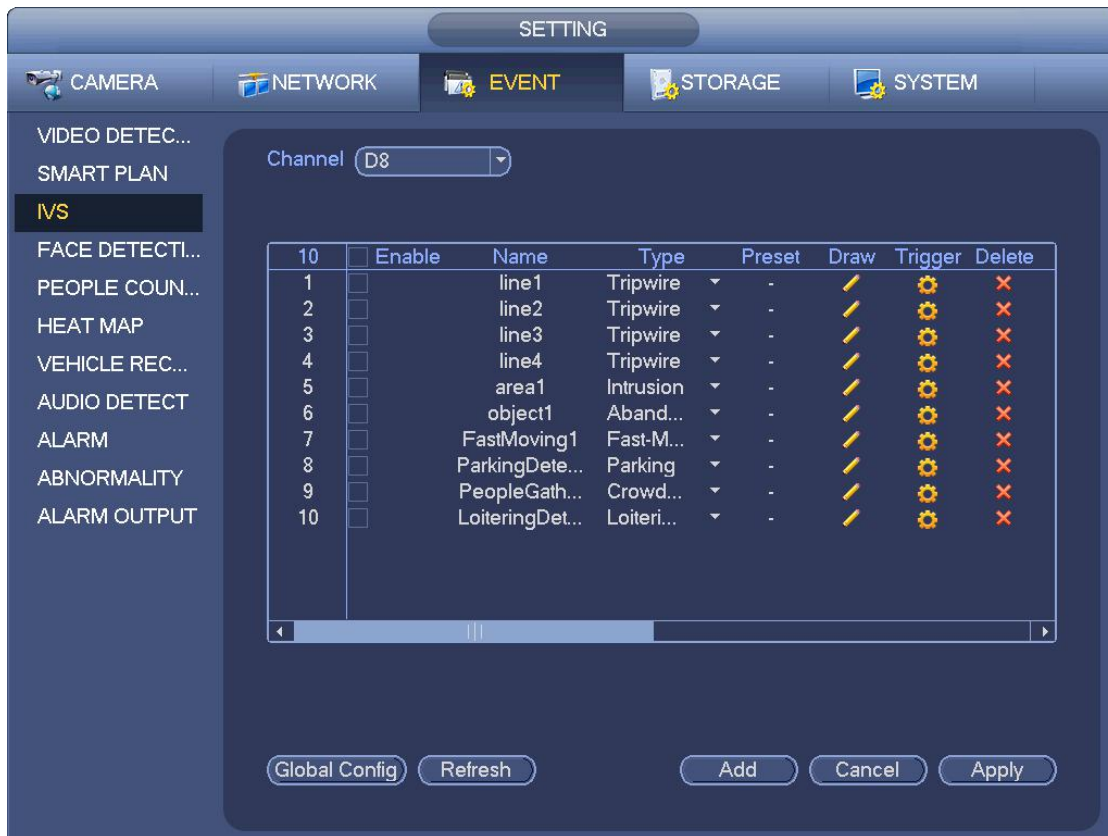 SETTING
CAMERA NETWORK EVENT STORAGE SYSTEM
VIDEO DETEC...
SMART PLAN
IVS
FACE DETECTI...
PEOPLE COUN...
HEAT MAP
VEHICLE REC...
AUDIO DETECT
ALARM
ABNORMALITY
ALARM OUTPUT
Channel D8
10 Enable Name Type Preset Draw Trigger Delete
1 line1 Tripwire -
2 line2 Tripwire -
3 line3 Tripwire -
4 line4 Tripwire -
5 area1 Intrusion -
6 object1 Aband... -
7 FastMoving1 Fast-M... -
8 ParkingDete... Parking -
9 PeopleGath... Crowd... -
10 LoiteringDet... Loiteri... -
Global Config Refresh Add Cancel Apply